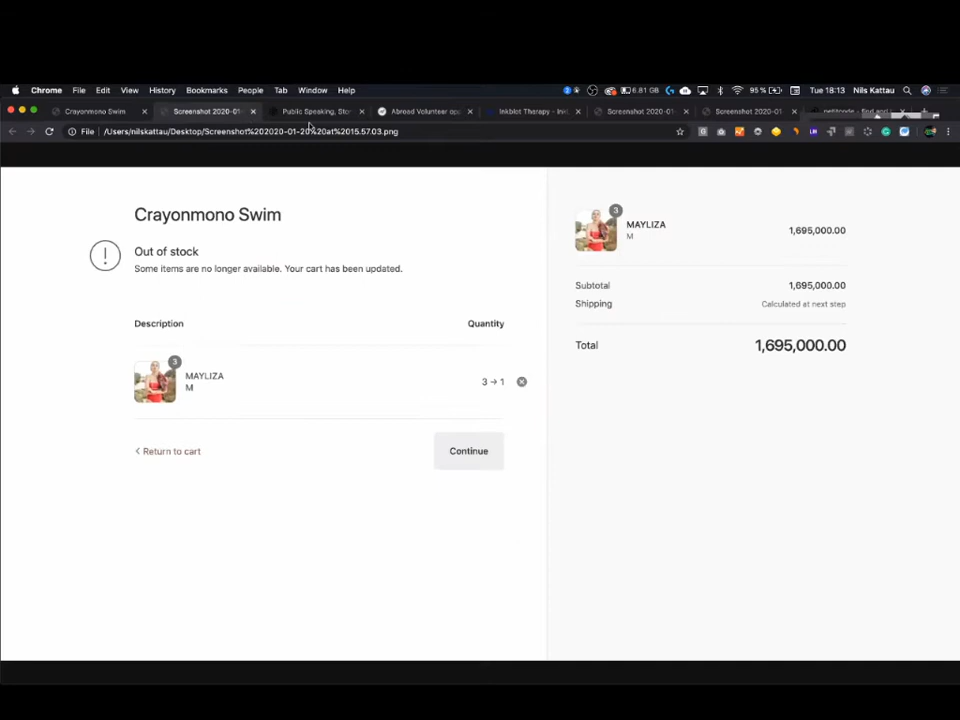 Chrome File Edit View History Bookmarks People Tab Window Help 6.81 GB 95% Tue 18:13 Nils Kattau
Crayonmono Swim Screenshot 2020-01- Public Speaking, Sto Abroad Volunteer opp Inkblot Therapy – Ink Screenshot 2020-01 Screenshot 2020-01
File /Users/nilskattau/Desktop/Screenshot%202020-01-20%20at%2015.57.03.png
Crayonmono Swim
Out of stock
Some items are no longer available. Your cart has been updated.
Description Quantity
3
MAYLIZA
M
3 → 1
Return to cart
Continue
3
MAYLIZA
M
1,695,000.00
Subtotal 1,695,000.00
Shipping Calculated at next step
Total 1,695,000.00